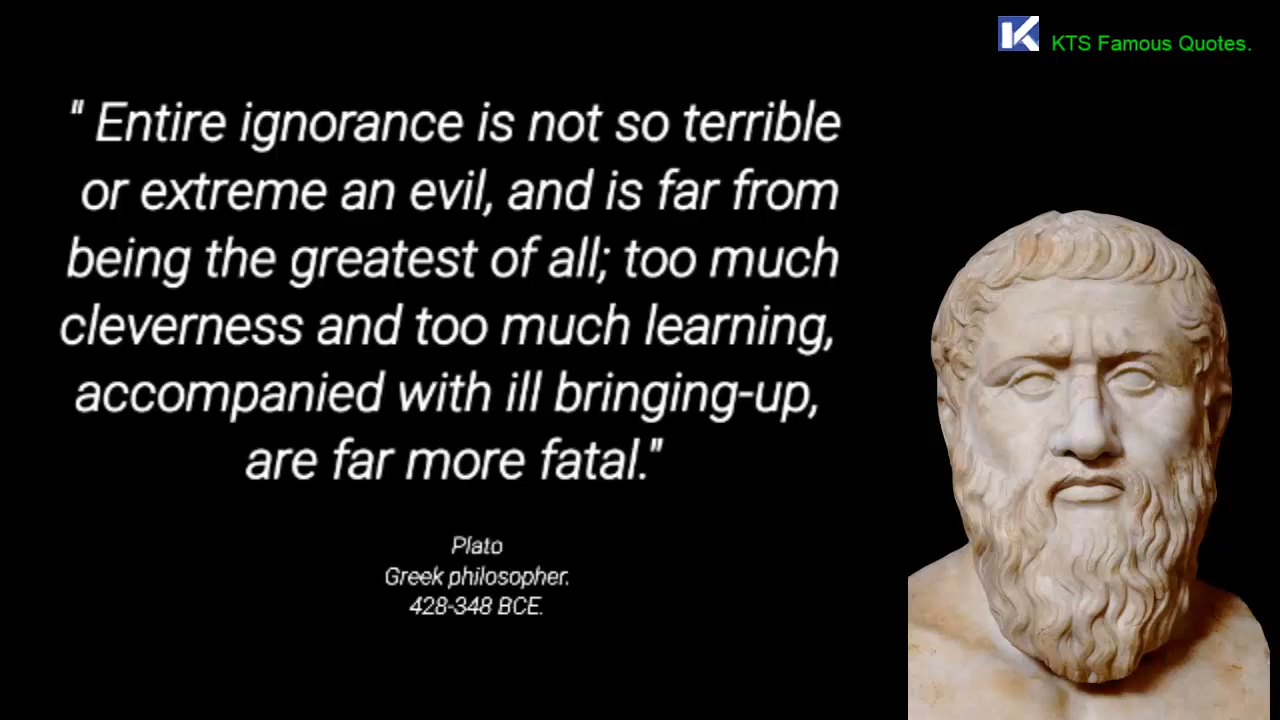 KTS Famous Quotes.
" Entire ignorance is not so terrible
or extreme an evil, and is far from
being the greatest of all; too much
cleverness and too much learning,
accompanied with ill bringing-up,
are far more fatal."
Plato
Greek philosopher.
428-348 BCE.